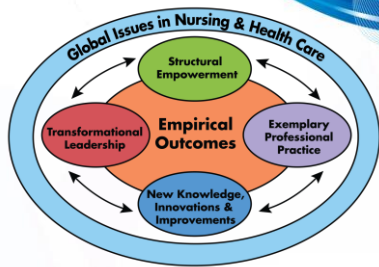 Global Issues in Nursing & Health Care
Structural
Empowerment
Transformational
Leadership
Empirical
Outcomes
Exemplary
Professional
Practice
New Knowledge,
Innovations &
Improvements